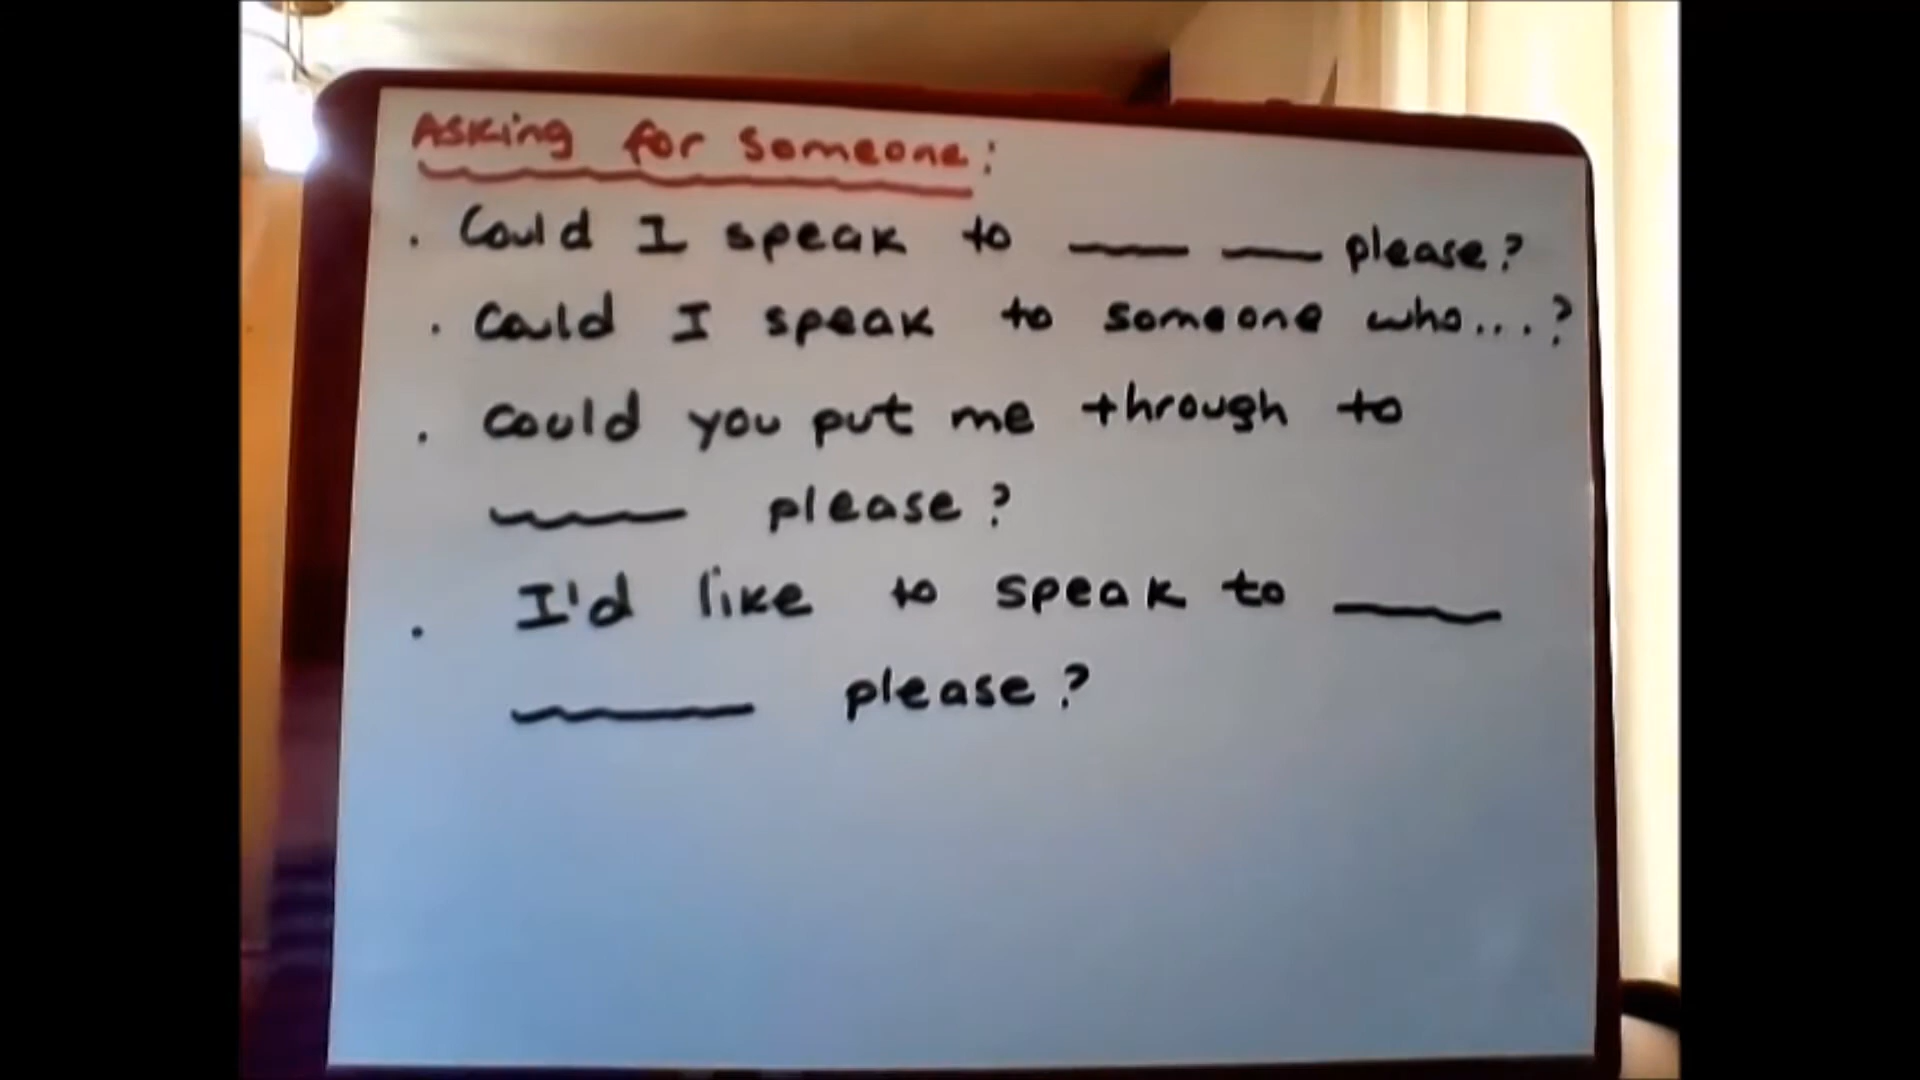 Asking for someone:
. Could I speak to ___ ___ please?
. Could I speak to someone who...?
. Could you put me through to
___ please?
. I'd like to speak to ___
___ please?